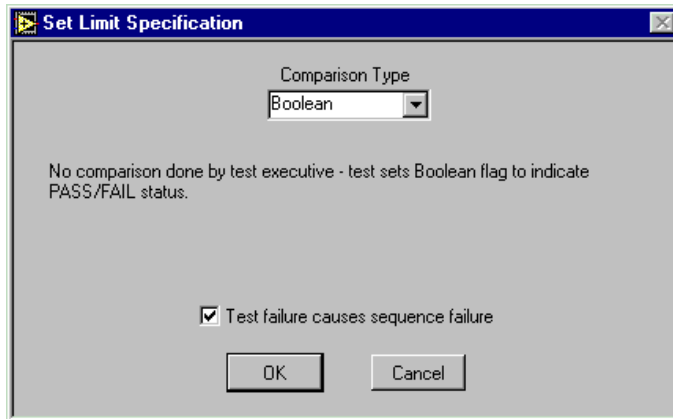 Set Limit Specification
Comparison Type
Boolean
No comparison done by test executive - test sets Boolean flag to indicate
PASS/FAIL status.
Test failure causes sequence failure
OK
Cancel